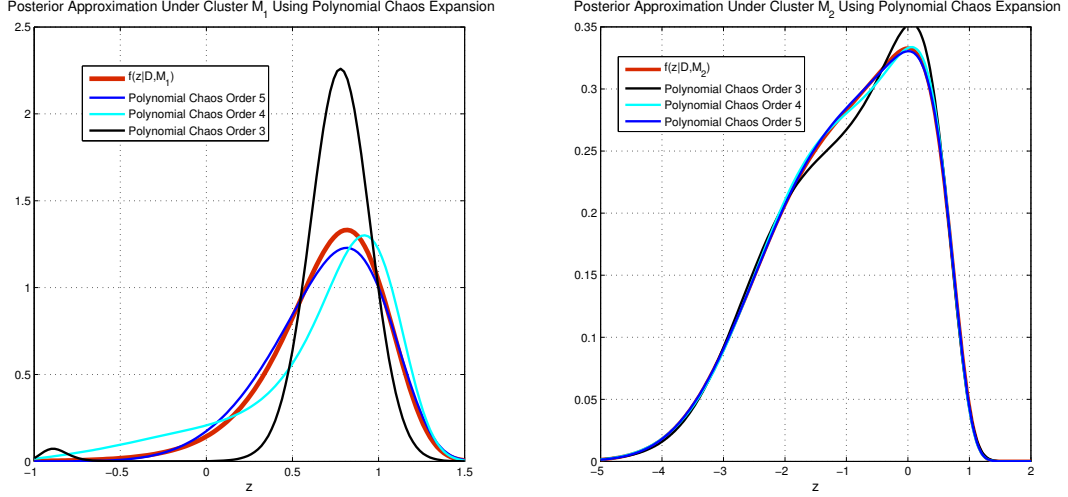 Posterior Approximation Under Cluster M1 Using Polynomial Chaos Expansion
2.5
2
1.5
1
0.5
0
f(z|D,M1)
Polynomial Chaos Order 5
Polynomial Chaos Order 4
Polynomial Chaos Order 3
−1 −0.5 0 0.5 1 1.5
z
Posterior Approximation Under Cluster M2 Using Polynomial Chaos Expansion
0.35
0.3
0.25
0.2
0.15
0.1
0.05
0
f(z|D,M2)
Polynomial Chaos Order 3
Polynomial Chaos Order 4
Polynomial Chaos Order 5
−5 −4 −3 −2 −1 0 1 2
z